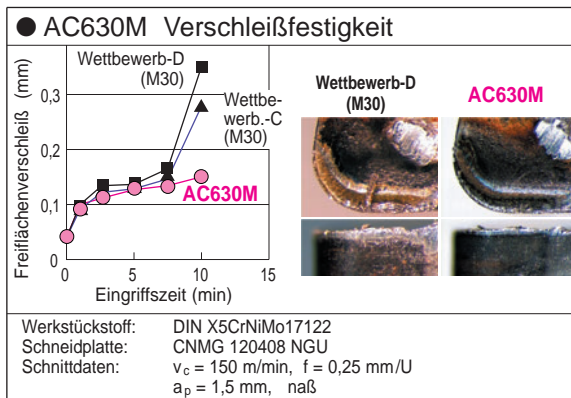 ● AC630M Verschleißfestigkeit
Freiflächenverschleiß (mm)
0,3
0,2
0,1
0
0
5
10
15
Eingriffszeit (min)
Wettbewerb-D
(M30)
Wettbe-
werb.-C
(M30)
AC630M
Wettbewerb-D
(M30)
AC630M
Werkstückstoff: DIN X5CrNiMo17122
Schneidplatte: CNMG 120408 NGU
Schnittdaten: vc = 150 m/min, f = 0,25 mm/U
ap = 1,5 mm, naß